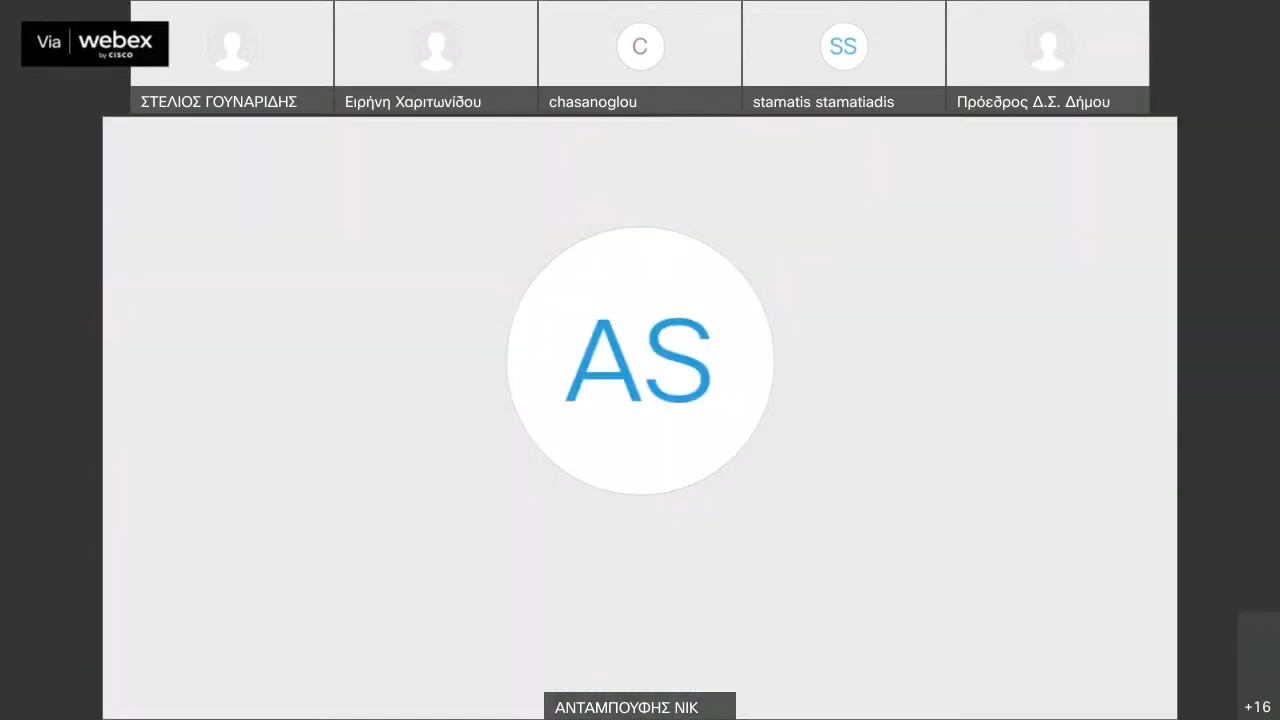 Via webex
by CISCO
C
SS
ΣΤΕΛΙΟΣ ΓΟΥΝΑΡΙΔΗΣ
Ειρήνη Χαριτωνίδου
chasanoglou
stamatis stamatiadis
Πρόεδρος Δ.Σ. Δήμου
AS
ΑΝΤΑΜΠΟΥΦΗΣ ΝΙΚ
+16